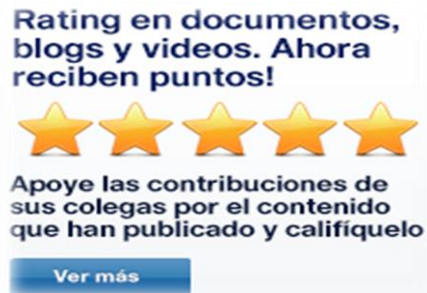 Rating en documentos,
blogs y videos. Ahora
reciben puntos!
Apoye las contribuciones de
sus colegas por el contenido
que han publicado y califíquelo
Ver más